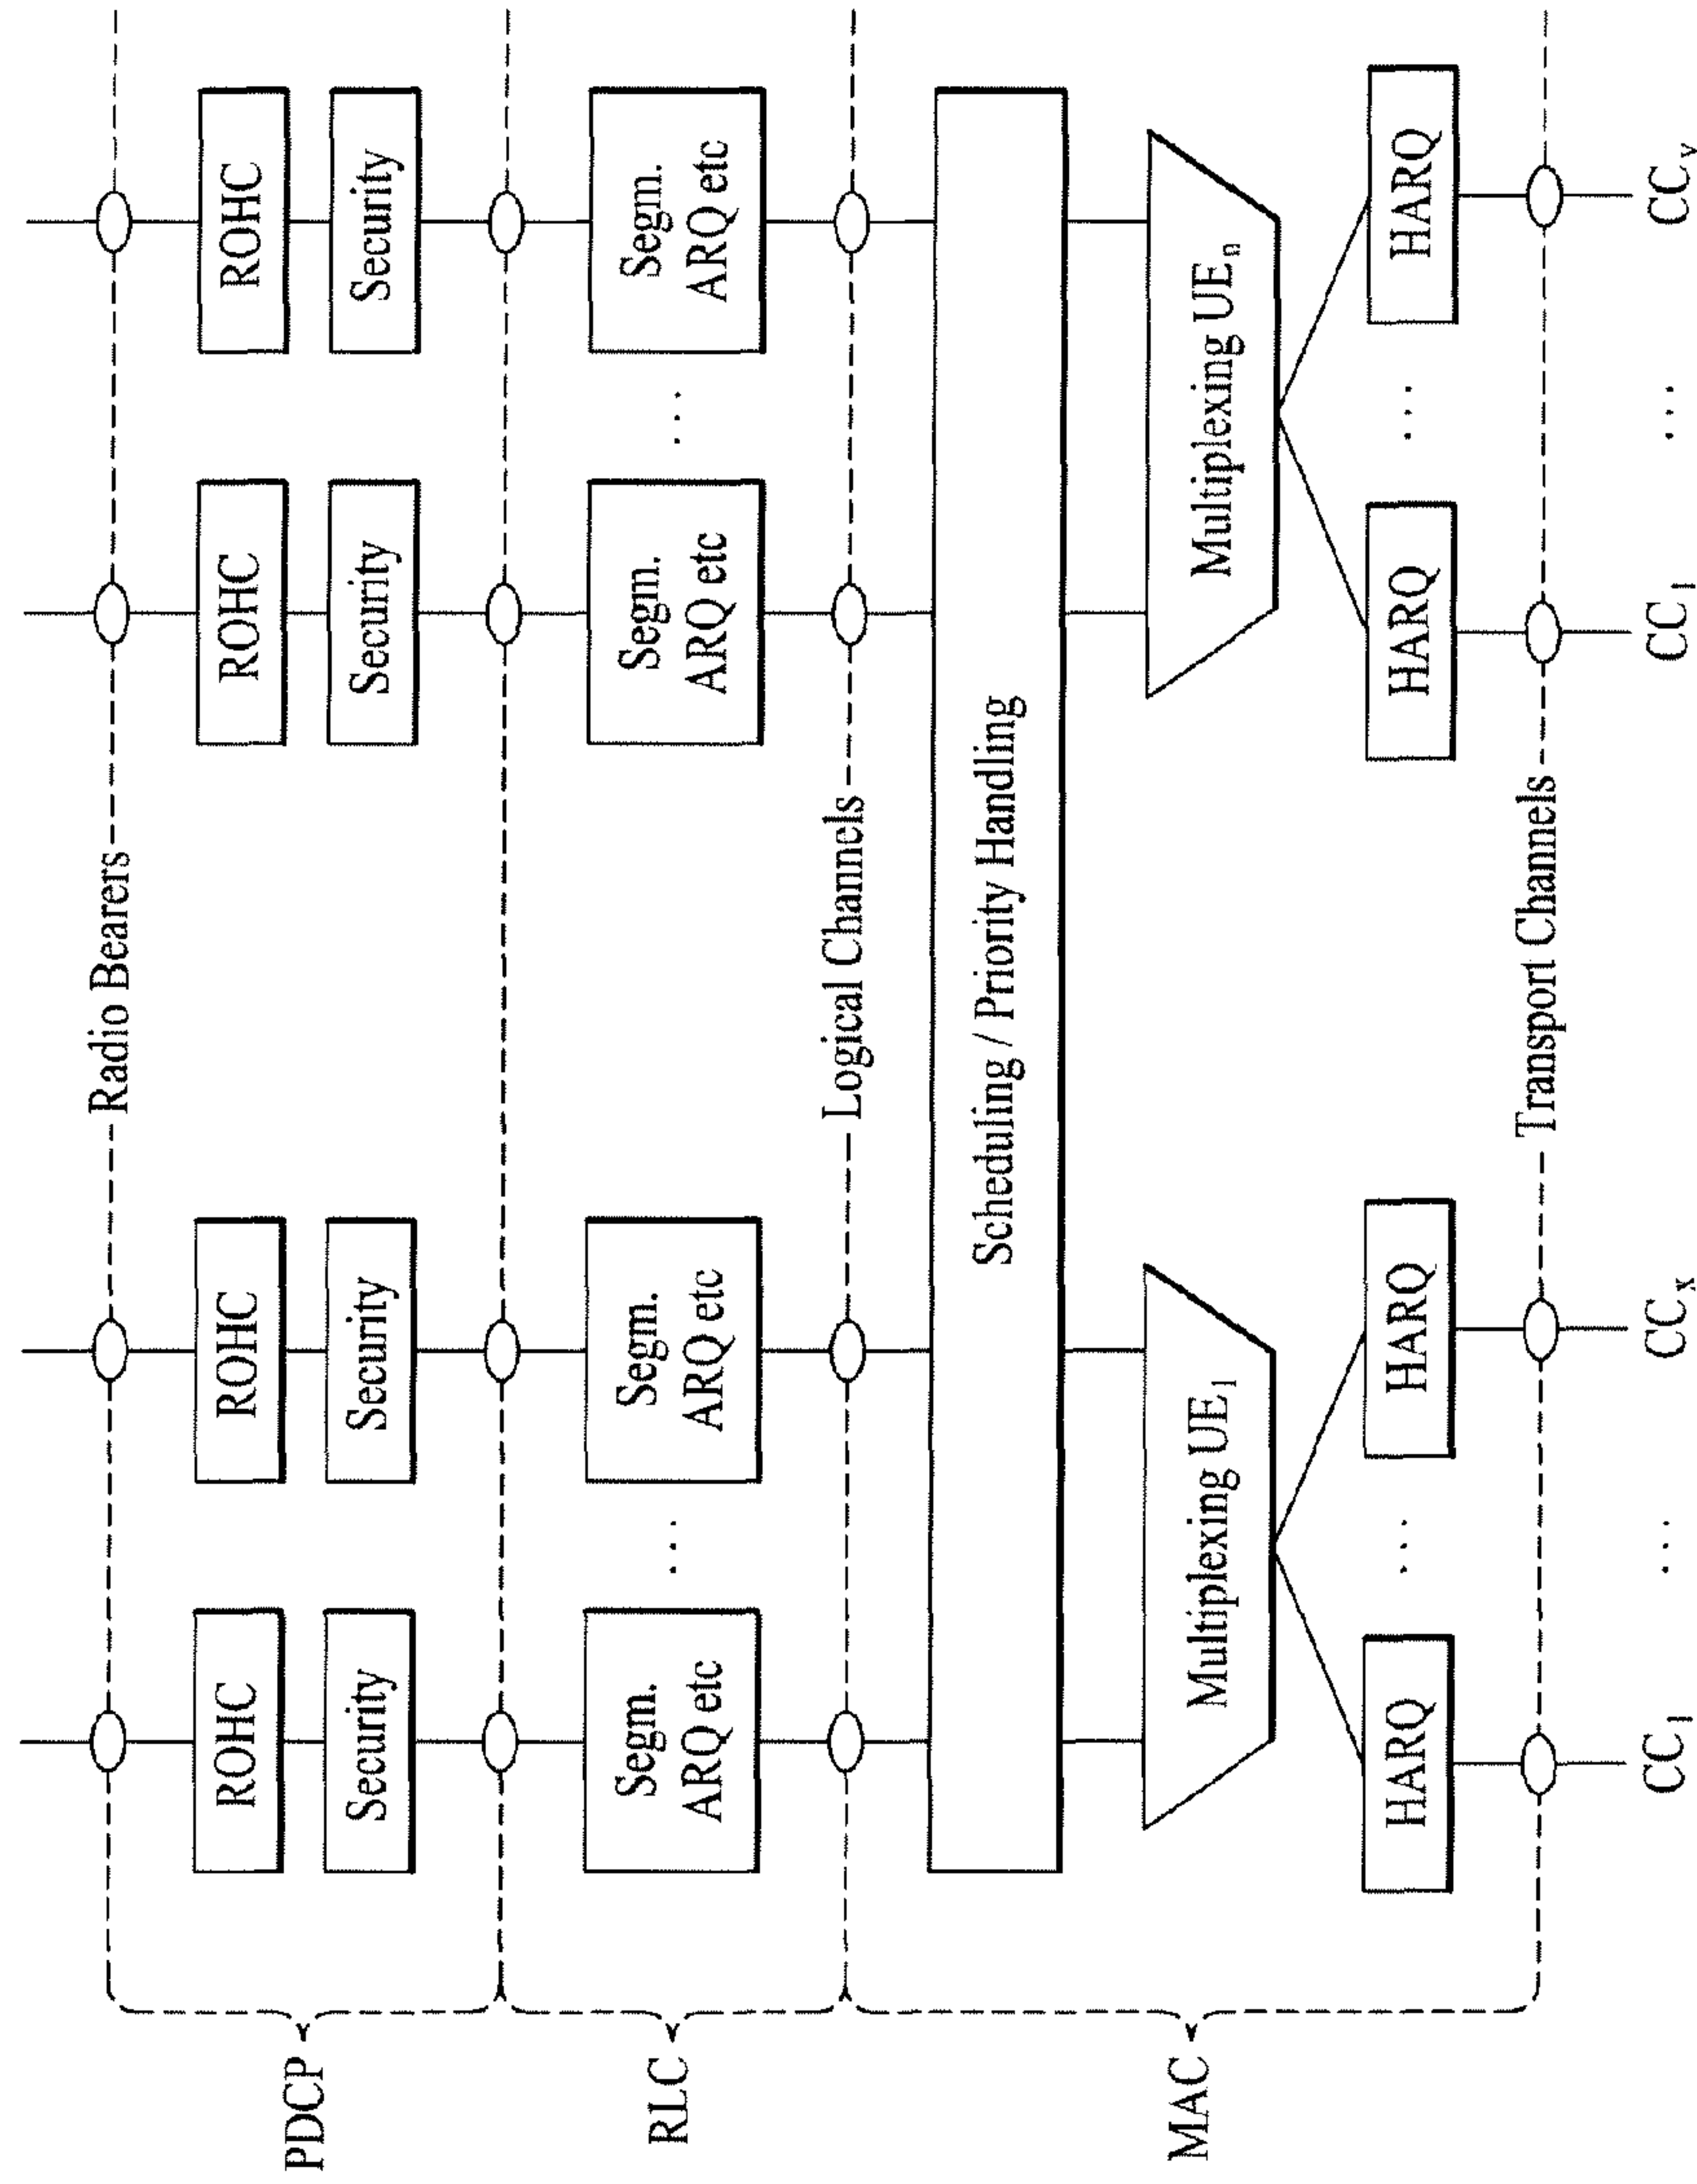 Radio Bearers
ROHC ROHC ROHC ROHC
PDCP
Security Security Security Security
Segm. ... Segm. Segm. ... Segm.
RLC
ARQ etc ARQ etc ARQ etc ARQ etc
Logical Channels
Scheduling / Priority Handling
MAC
Multiplexing UE1 Multiplexing UEn
HARQ ... HARQ HARQ ... HARQ
Transport Channels
CC1 ... CCx CC1 ... CCy